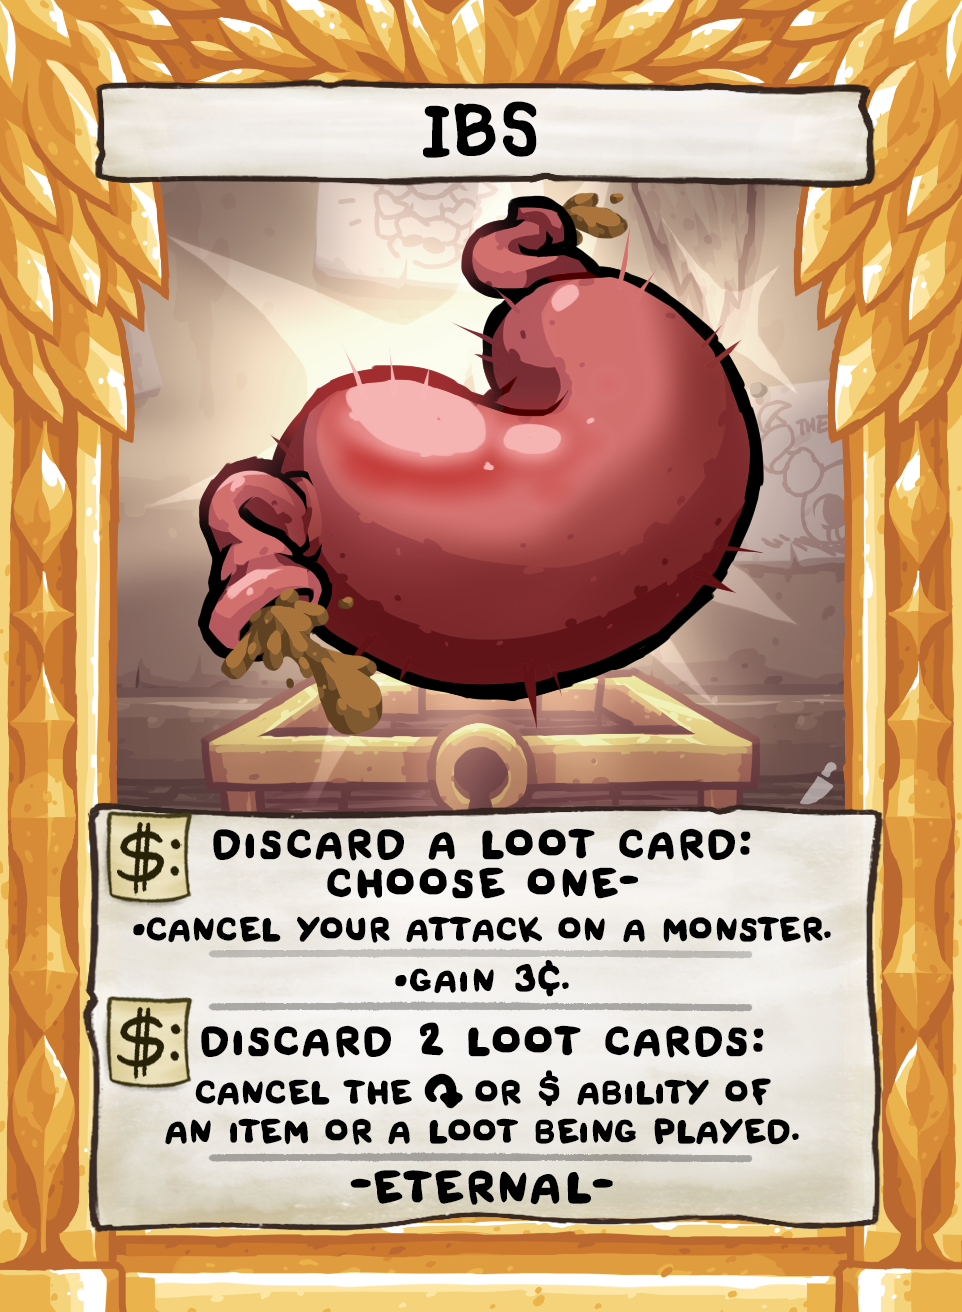 IBS
THE
$: DISCARD A LOOT CARD:
CHOOSE ONE-
•CANCEL YOUR ATTACK ON A MONSTER.
•GAIN 3¢.
$: DISCARD 2 LOOT CARDS:
CANCEL THE ↷ OR $ ABILITY OF
AN ITEM OR A LOOT BEING PLAYED.
-ETERNAL-